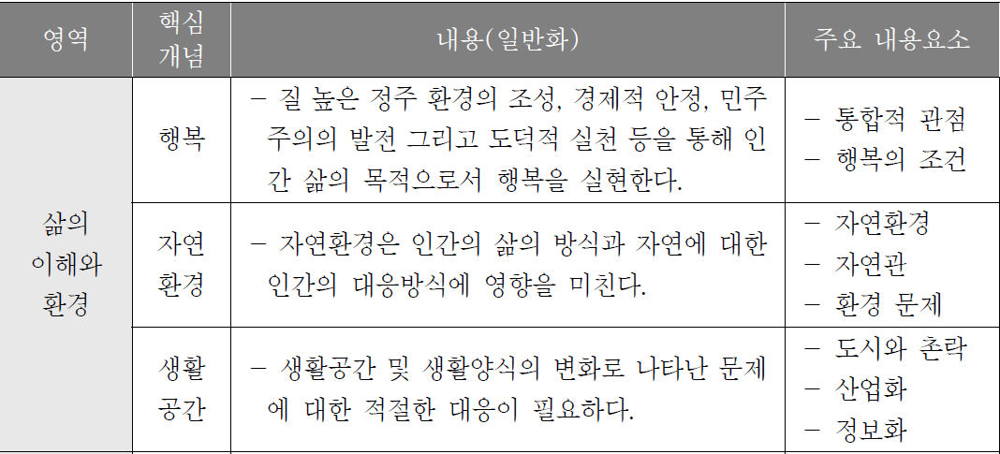 영역
핵심
개념
내용(일반화)
주요 내용요소
삶의
이해와
환경
행복
- 질 높은 정주 환경의 조성, 경제적 안정, 민주
주의의 발전 그리고 도덕적 실천 등을 통해 인
간 삶의 목적으로서 행복을 실현한다.
- 통합적 관점
- 행복의 조건
자연
환경
- 자연환경은 인간의 삶의 방식과 자연에 대한
인간의 대응방식에 영향을 미친다.
- 자연환경
- 자연관
- 환경 문제
생활
공간
- 생활공간 및 생활양식의 변화로 나타난 문제
에 대한 적절한 대응이 필요하다.
- 도시와 촌락
- 산업화
- 정보화